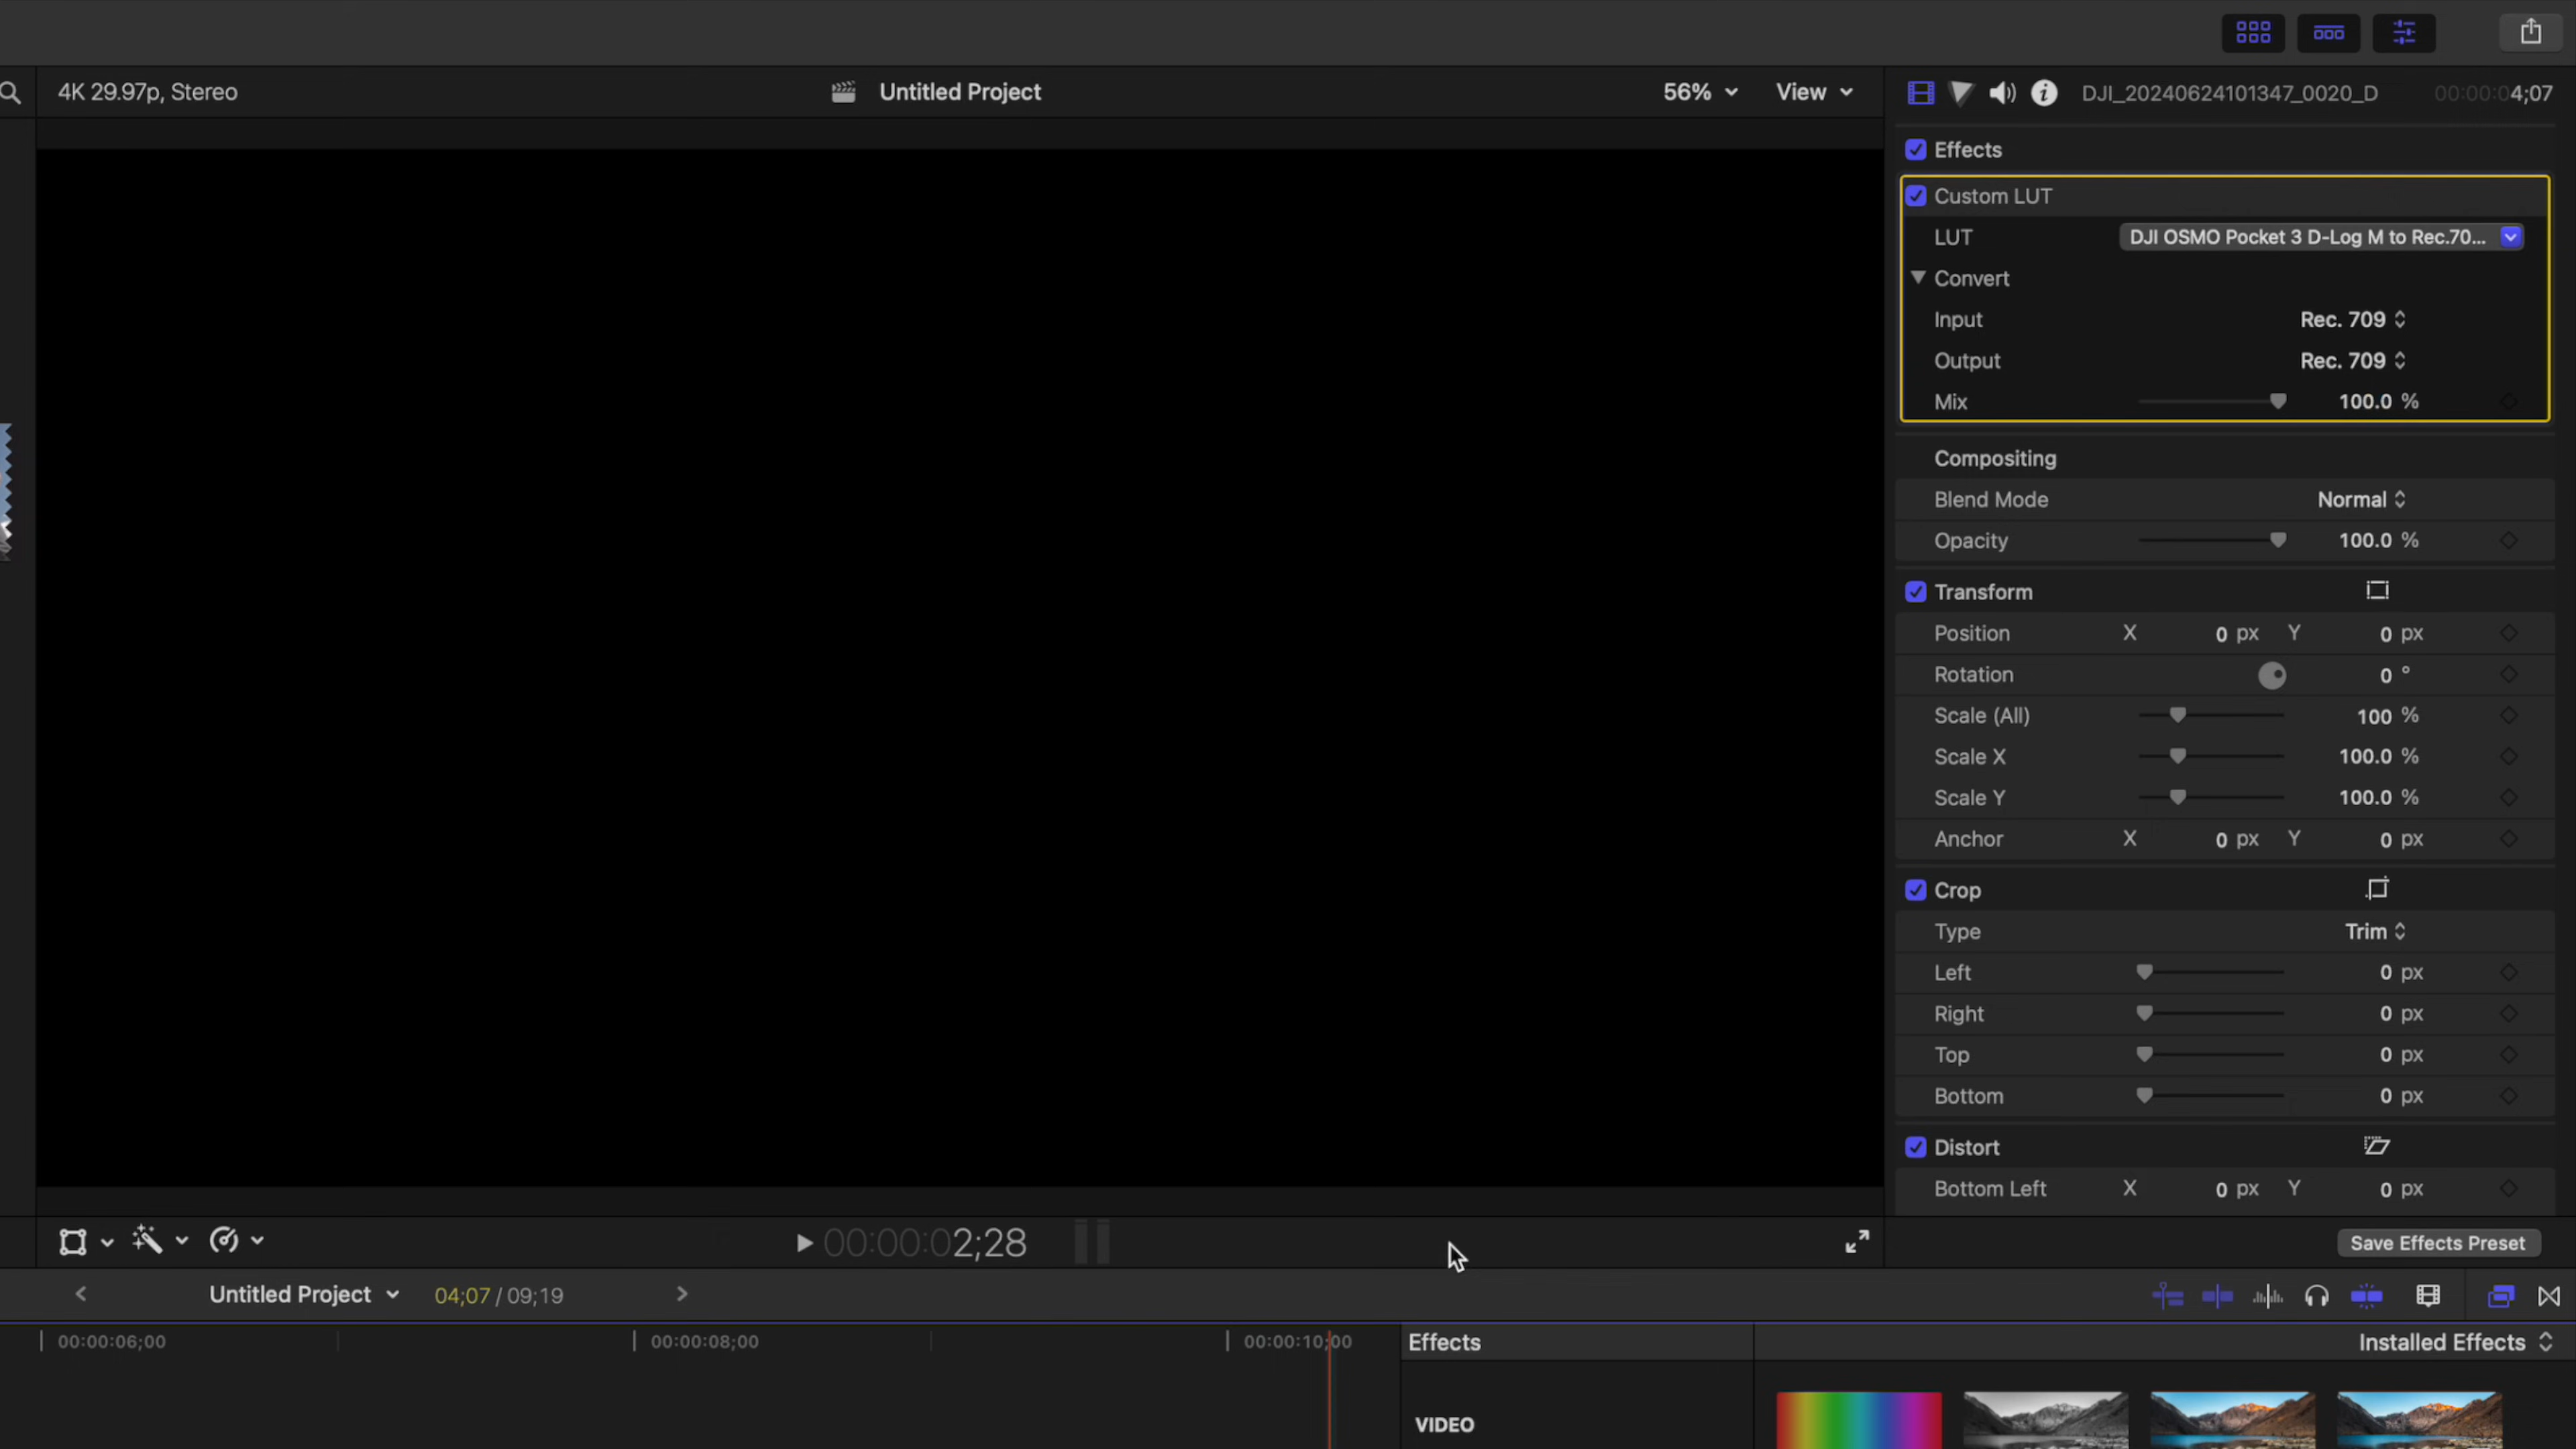 4K 29.97p, Stereo
Untitled Project
56%
View
DJI_20240624101347_0020_D
00:00:04;07
Effects
Custom LUT
LUT
DJI OSMO Pocket 3 D-Log M to Rec.70...
Convert
Input
Rec. 709
Output
Rec. 709
Mix
100.0 %
Compositing
Blend Mode
Normal
Opacity
100.0 %
Transform
Position X 0 px Y 0 px
Rotation 0 °
Scale (All) 100 %
Scale X 100.0 %
Scale Y 100.0 %
Anchor X 0 px Y 0 px
Crop
Type Trim
Left 0 px
Right 0 px
Top 0 px
Bottom 0 px
Distort
Bottom Left X 0 px Y 0 px
00:00:02;28
Save Effects Preset
Untitled Project
04;07 / 09;19
00:00:06;00
00:00:08;00
00:00:10;00
Effects
Installed Effects
VIDEO